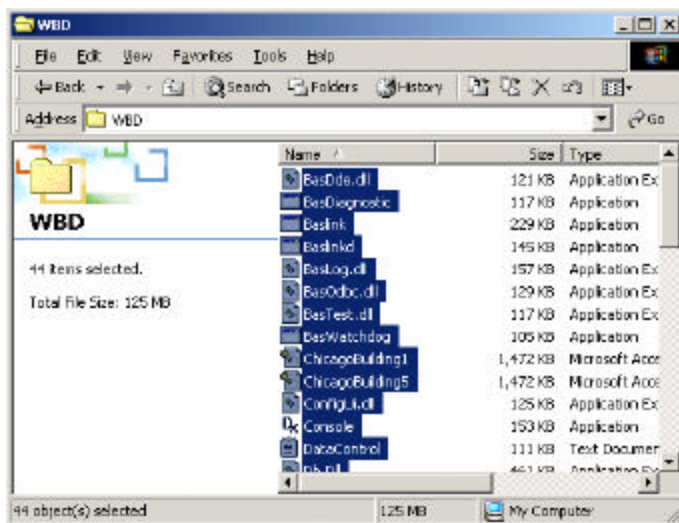 WBD
File Edit View Favorites Tools Help
Back Search Folders History
Address WBD Go
Name Size Type
BasDde.dll 121 KB Application Ex
BasDiagnostic 117 KB Application
Baslink 229 KB Application
Baslinkd 145 KB Application
BasLog.dll 157 KB Application Ex
BasOdbc.dll 129 KB Application Ex
BasTest.dll 117 KB Application Ex
BasWatchdog 105 KB Application
ChicagoBuilding1 1,472 KB Microsoft Acce
ChicagoBuilding5 1,472 KB Microsoft Acce
ConfigUi.dll 125 KB Application Ex
Console 153 KB Application
DataControl 111 KB Text Documer
461 KB Application Ex
WBD
44 items selected.
Total File Size: 125 MB
44 object(s) selected 125 MB My Computer